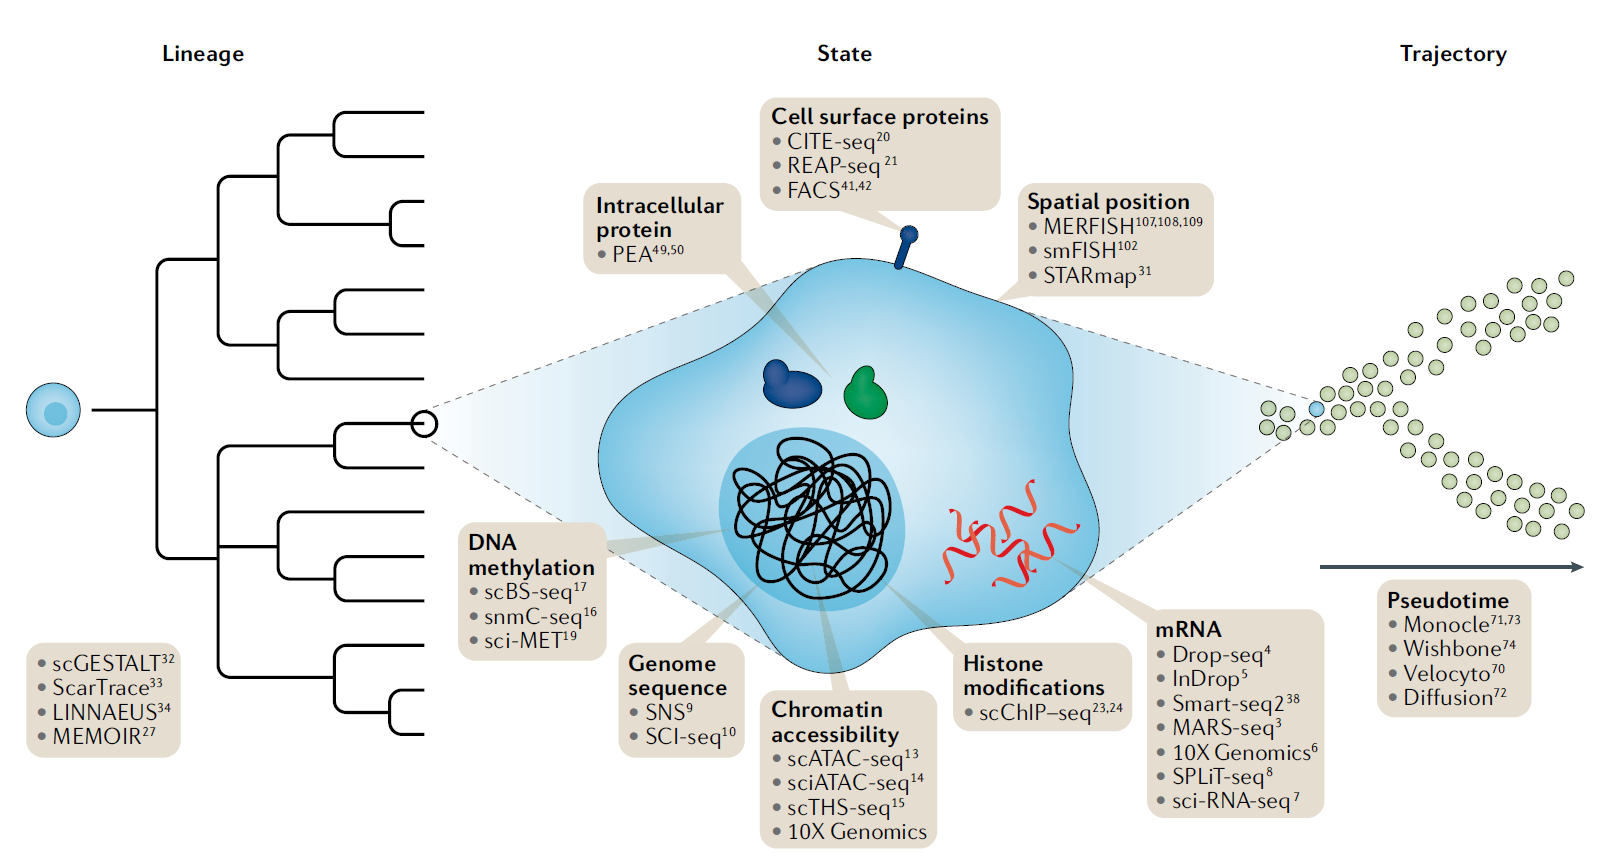 Lineage
State
Trajectory
Cell surface proteins
• CITE-seq20
• REAP-seq21
• FACS41,42
Intracellular
protein
• PEA49,50
Spatial position
• MERFISH107,108,109
• smFISH102
• STARmap31
DNA
methylation
• scBS-seq17
• snmC-seq16
• sci-MET19
• scGESTALT32
• ScarTrace33
• LINNAEUS34
• MEMOIR27
Genome
sequence
• SNS9
• SCI-seq10
Chromatin
accessibility
• scATAC-seq13
• sciATAC-seq14
• scTHS-seq15
• 10X Genomics
Histone
modifications
• scChIP–seq23,24
mRNA
• Drop-seq4
• InDrop5
• Smart-seq238
• MARS-seq3
• 10X Genomics6
• SPLiT-seq8
• sci-RNA-seq7
Pseudotime
• Monocle71,73
• Wishbone74
• Velocyto70
• Diffusion72